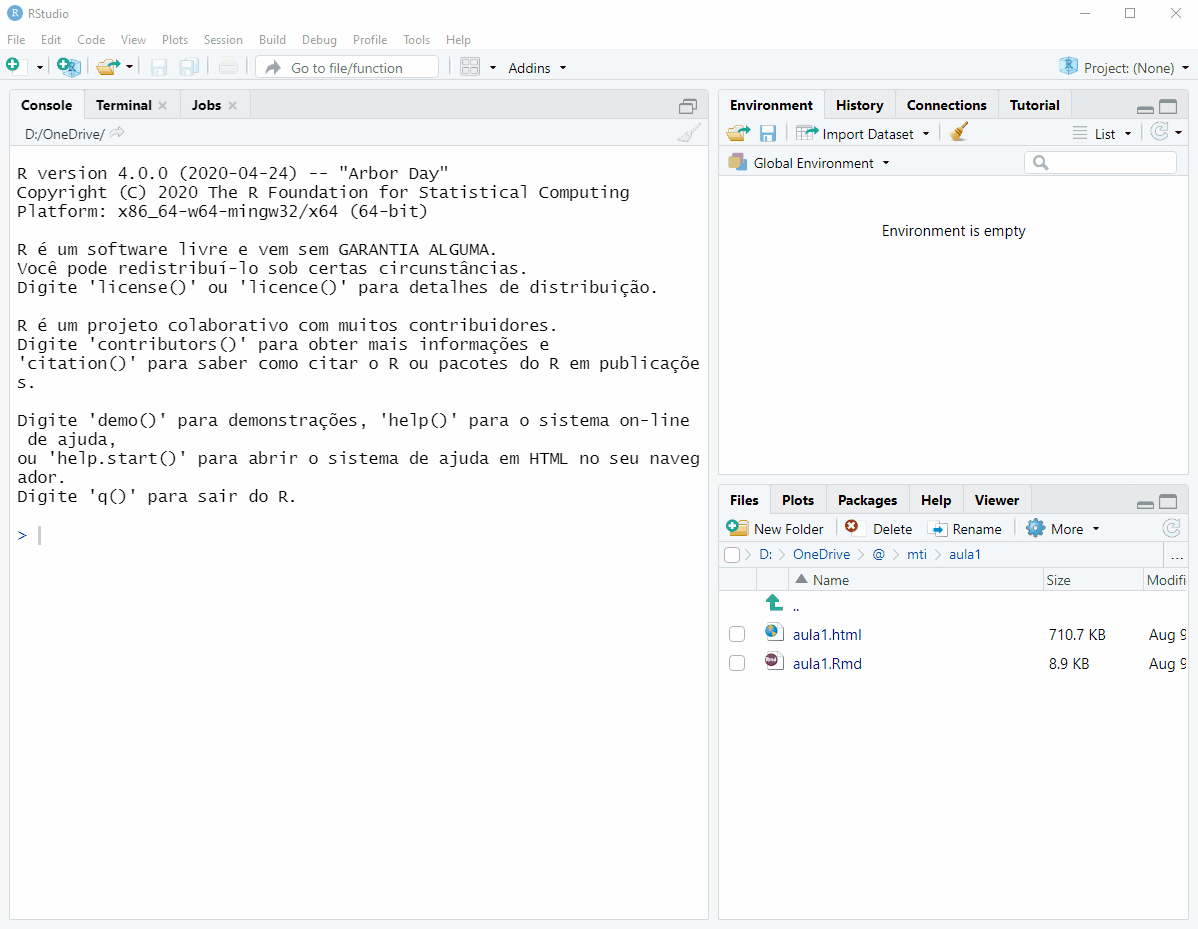 RStudio
File Edit Code View Plots Session Build Debug Profile Tools Help
Go to file/function Addins Project: (None)
Console Terminal Jobs
D:/OneDrive/
R version 4.0.0 (2020-04-24) -- "Arbor Day"
Copyright (C) 2020 The R Foundation for Statistical Computing
Platform: x86_64-w64-mingw32/x64 (64-bit)
R é um software livre e vem sem GARANTIA ALGUMA.
Você pode redistribuí-lo sob certas circunstâncias.
Digite 'license()' ou 'licence()' para detalhes de distribuição.
R é um projeto colaborativo com muitos contribuidores.
Digite 'contributors()' para obter mais informações e
'citation()' para saber como citar o R ou pacotes do R em publicaçõe
s.
Digite 'demo()' para demonstrações, 'help()' para o sistema on-line
de ajuda,
ou 'help.start()' para abrir o sistema de ajuda em HTML no seu naveg
ador.
Digite 'q()' para sair do R.
>
Environment History Connections Tutorial
Import Dataset List
Global Environment
Environment is empty
Files Plots Packages Help Viewer
New Folder Delete Rename More
D: OneDrive @ mti aula1 ...
Name Size Modifi
..
aula1.html 710.7 KB Aug 9
aula1.Rmd 8.9 KB Aug 9